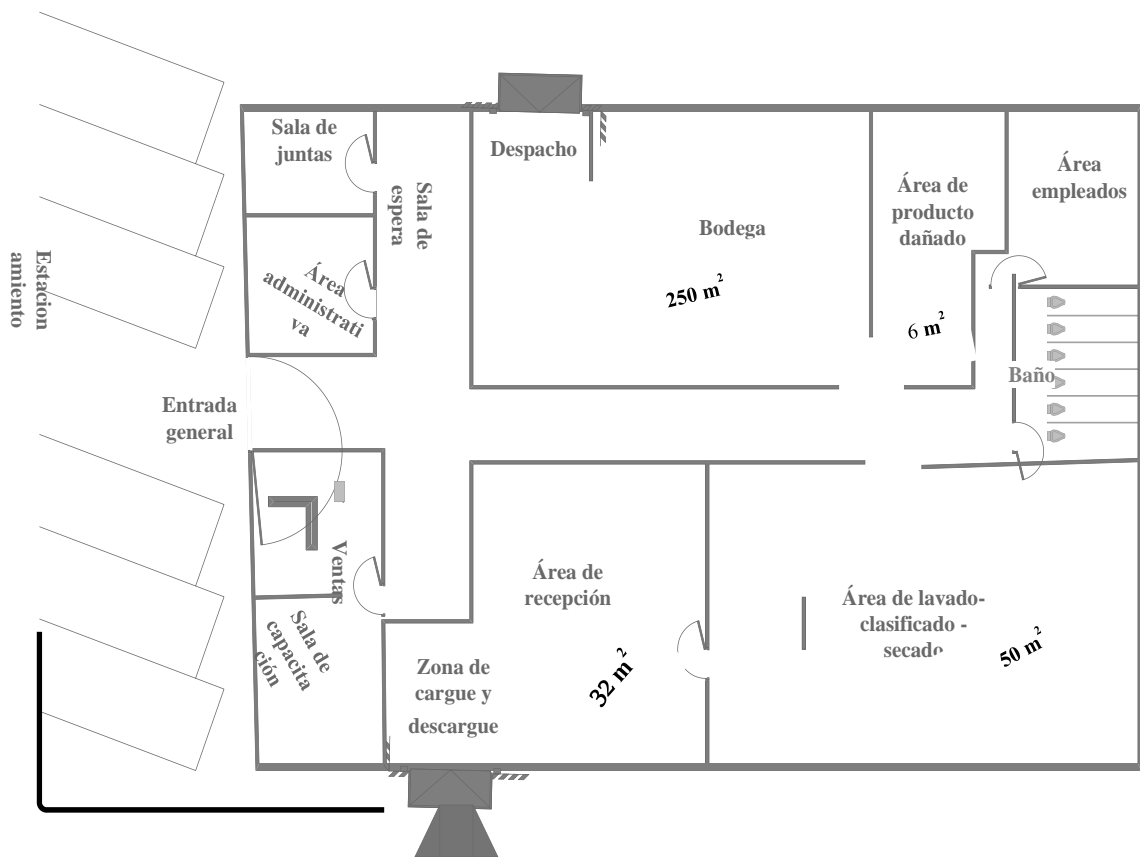 Sala de
juntas
Despacho
Área
empleados
Sala de
espera
Área de
producto
dañado
Bodega
Área
administrati
va
Estacion
amiento
250 m²
6 m²
Baño
Entrada
general
Ventas
Área de
recepción
Área de lavado-
clasificado -
secado
50 m²
Sala de
capacita
ción
Zona de
cargue y
descargue
32 m²